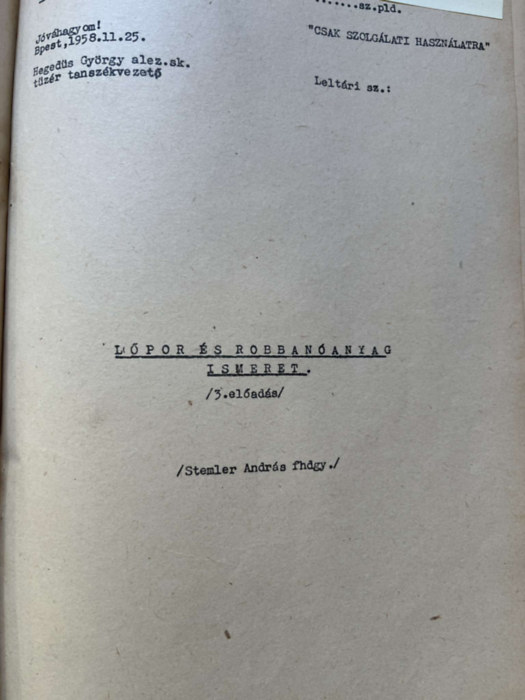 .......sz.pld.
Jóváhagyom!
Bpest,1958.11.25.
"CSAK SZOLGÁLATI HASZNÁLATRA"
Hegedüs György alez.sk.
tüzér tanszékvezető
Leltári sz.:
LŐPOR ÉS ROBBANÓANYAG
ISMERET.
/3.előadás/
/Stemler András fhdgy./